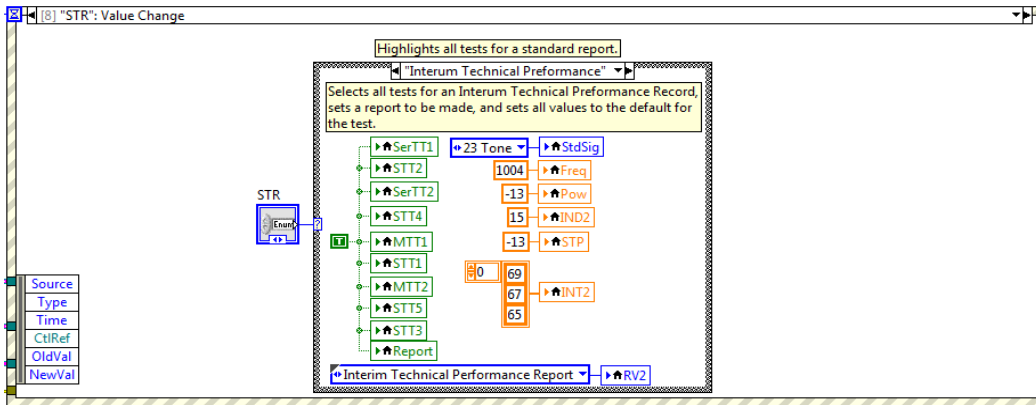 [8] "STR": Value Change
Highlights all tests for a standard report.
"Interum Technical Preformance"
Selects all tests for an Interum Technical Preformance Record,
sets a report to be made, and sets all values to the default for
the test.
SerTT1
23 Tone
StdSig
STT2
1004
Freq
SerTT2
-13
Pow
STR
Enum
?
STT4
15
IND2
T
MTT1
-13
STP
STT1
0
69
MTT2
67
INT2
STT5
65
STT3
Report
Interim Technical Performance Report
RV2
Source
Type
Time
CtlRef
OldVal
NewVal